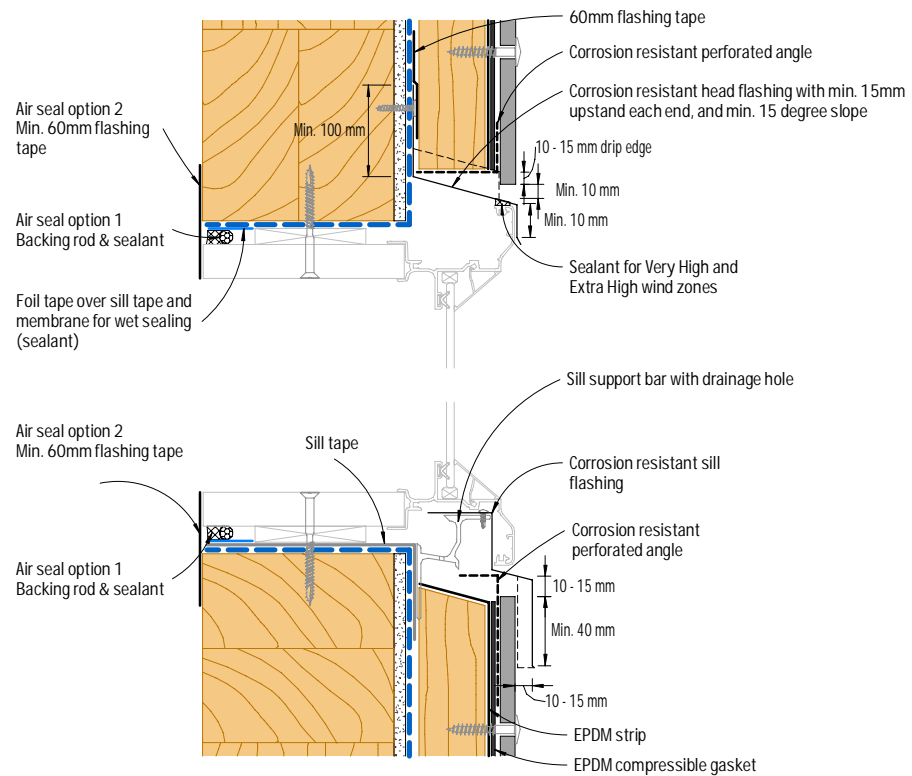 60mm flashing tape
Corrosion resistant perforated angle
Corrosion resistant head flashing with min. 15mm
upstand each end, and min. 15 degree slope
Air seal option 2
Min. 60mm flashing
tape
Min. 100 mm
10 - 15 mm drip edge
Min. 10 mm
Min. 10 mm
Air seal option 1
Backing rod & sealant
Sealant for Very High and
Extra High wind zones
Foil tape over sill tape and
membrane for wet sealing
(sealant)
Sill support bar with drainage hole
Air seal option 2
Min. 60mm flashing tape
Sill tape
Corrosion resistant sill
flashing
Corrosion resistant
perforated angle
Air seal option 1
Backing rod & sealant
10 - 15 mm
Min. 40 mm
10 - 15 mm
EPDM strip
EPDM compressible gasket